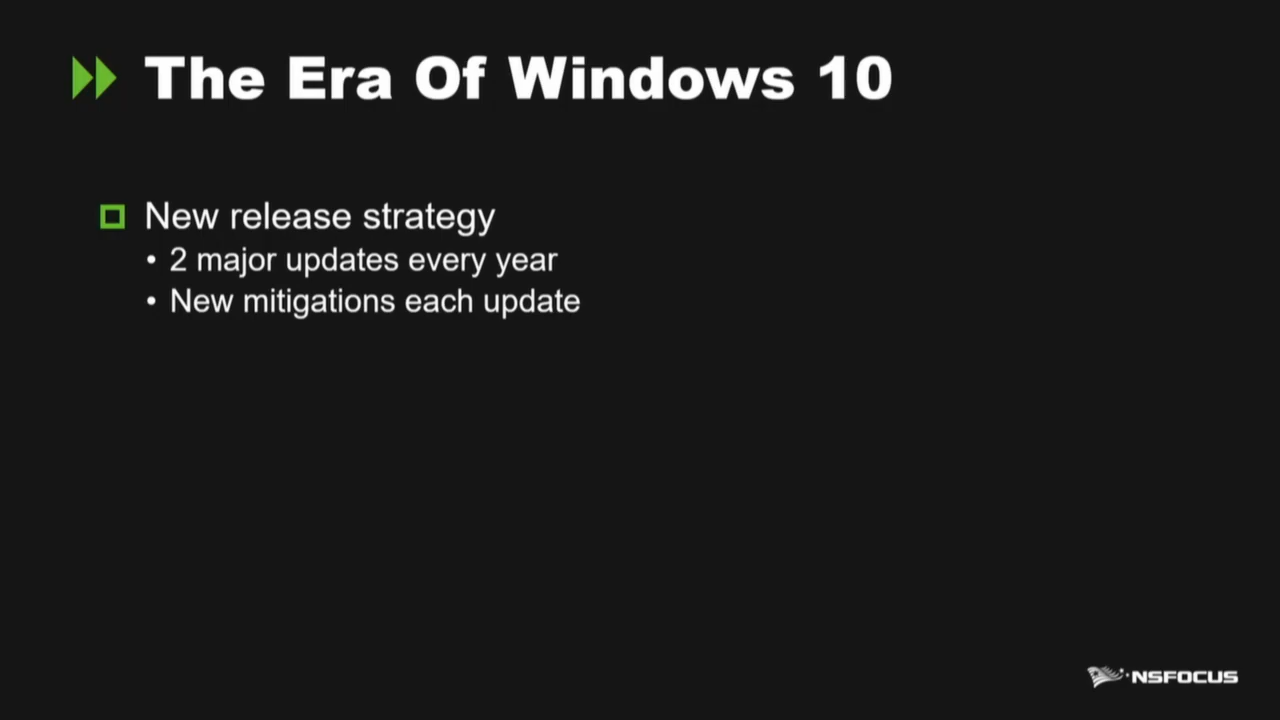 The Era Of Windows 10
New release strategy
• 2 major updates every year
• New mitigations each update
NSFOCUS